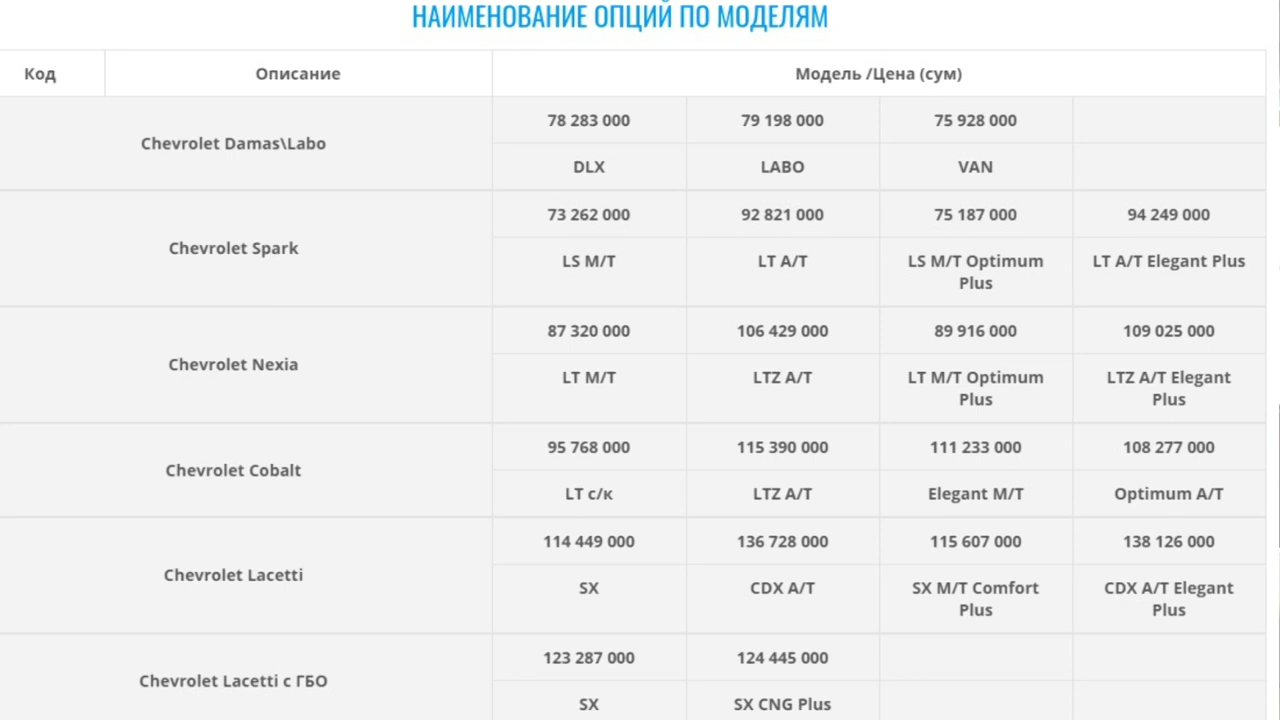 НАИМЕНОВАНИЕ ОПЦИЙ ПО МОДЕЛЯМ
Код Описание Модель /Цена (сум)
Chevrolet Damas\Labo
78 283 000 79 198 000 75 928 000
DLX LABO VAN
Chevrolet Spark
73 262 000 92 821 000 75 187 000 94 249 000
LS M/T LT A/T LS M/T Optimum LT A/T Elegant Plus
Plus
Chevrolet Nexia
87 320 000 106 429 000 89 916 000 109 025 000
LT M/T LTZ A/T LT M/T Optimum LTZ A/T Elegant
Plus Plus
Chevrolet Cobalt
95 768 000 115 390 000 111 233 000 108 277 000
LT с/к LTZ A/T Elegant M/T Optimum A/T
Chevrolet Lacetti
114 449 000 136 728 000 115 607 000 138 126 000
SX CDX A/T SX M/T Comfort CDX A/T Elegant
Plus Plus
Chevrolet Lacetti с ГБО
123 287 000 124 445 000
SX SX CNG Plus